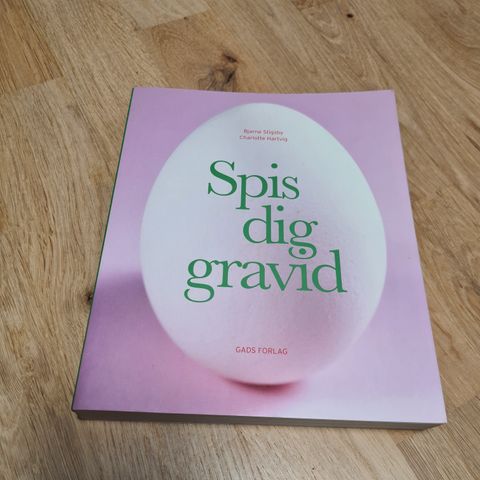 Bjarne Stigsby
Charlotte Hartvig
Spis
dig
gravid
GADS FORLAG